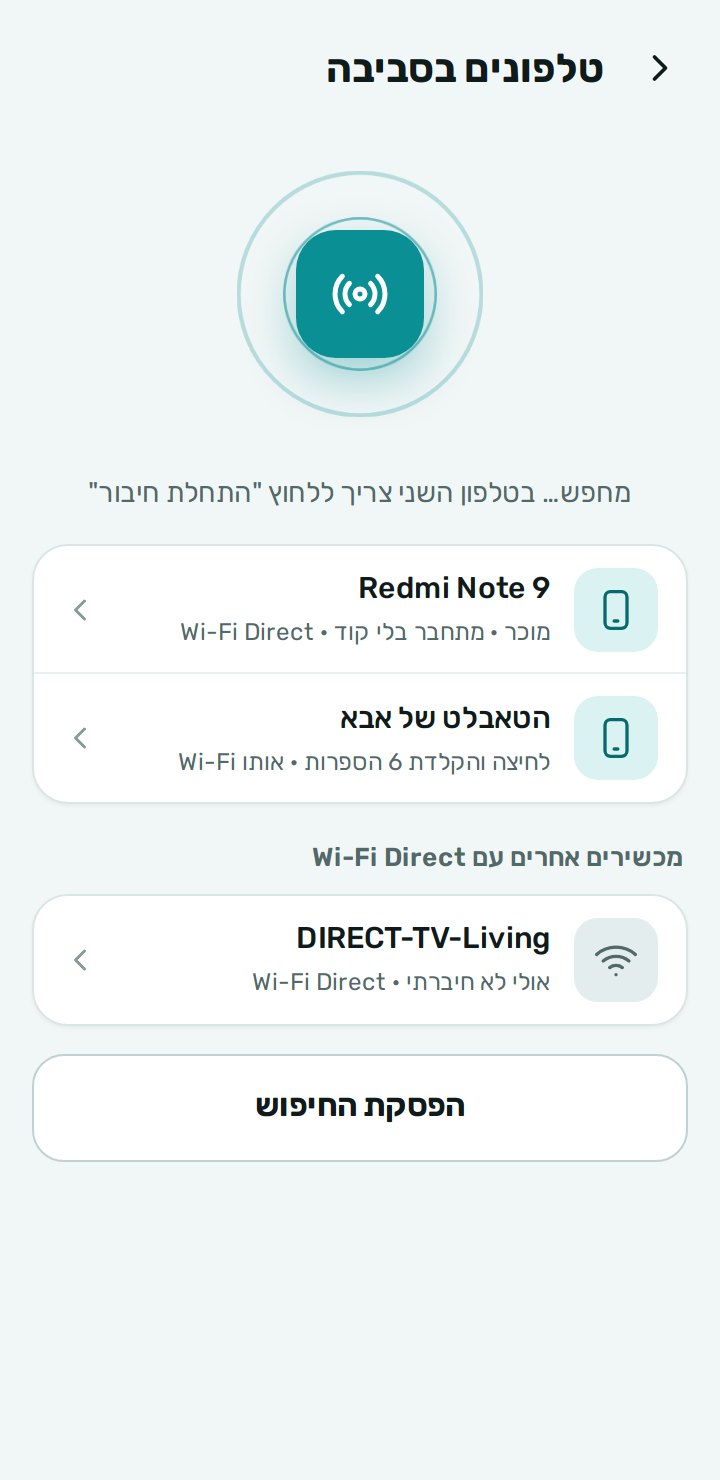 טלפונים בסביבה
מחפש... בטלפון השני צריך ללחוץ "התחלת חיבור"
Redmi Note 9
מוכר • מתחבר בלי קוד • Wi-Fi Direct
הטאבלט של אבא
לחיצה והקלדת 6 הספרות • אותו Wi-Fi
מכשירים אחרים עם Wi-Fi Direct
DIRECT-TV-Living
אולי לא חיברתי • Wi-Fi Direct
הפסקת החיפוש